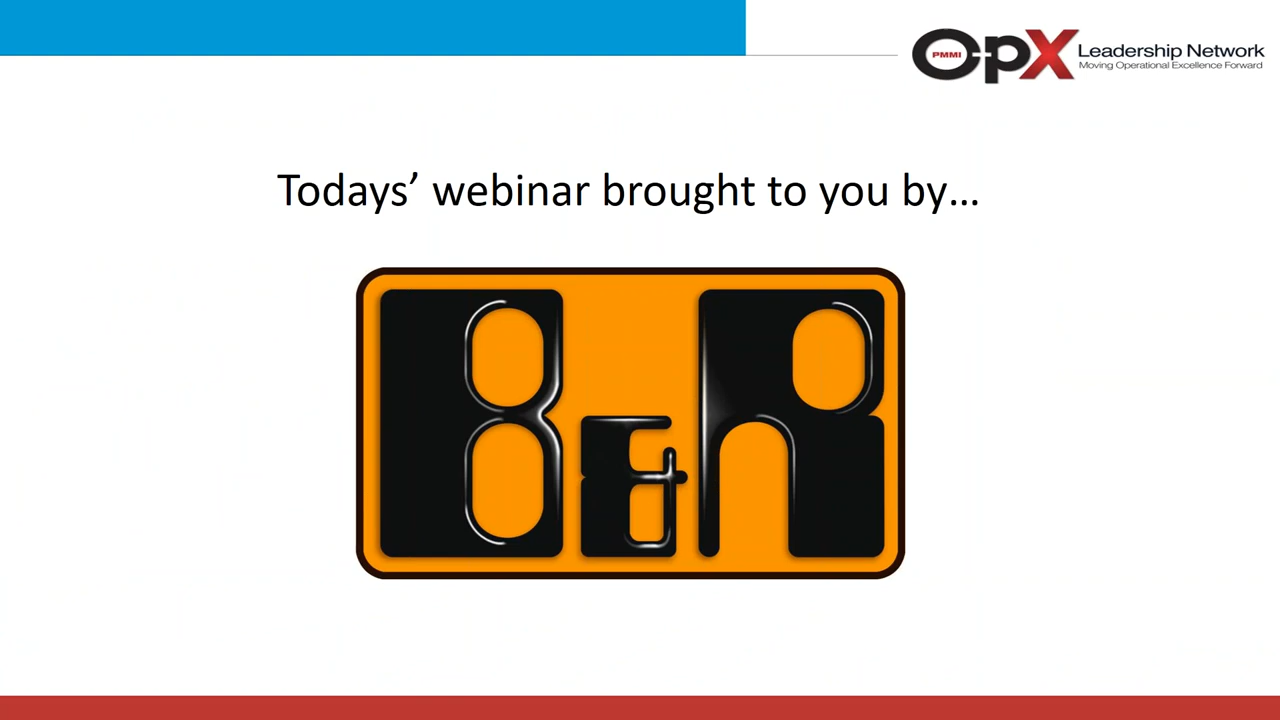 PMMI
OpX
Leadership Network
Moving Operational Excellence Forward
Todays’ webinar brought to you by…
B&R